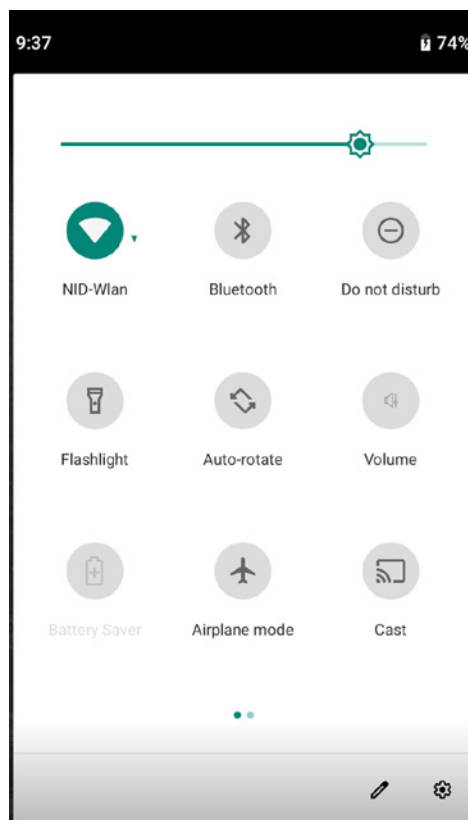 9:37
74%
NID-Wlan
Bluetooth
Do not disturb
Flashlight
Auto-rotate
Volume
Battery Saver
Airplane mode
Cast